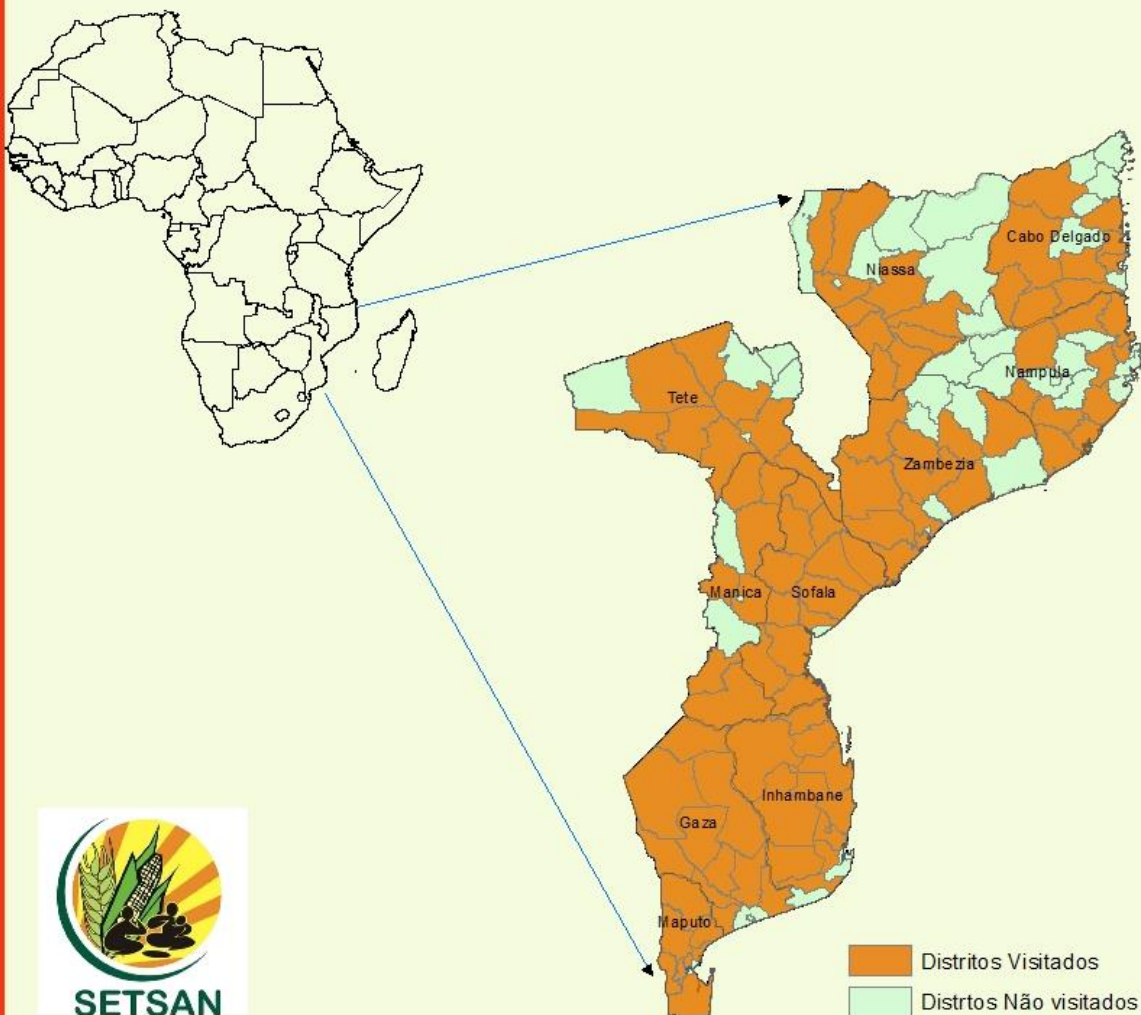 Cabo Delgado
Niassa
Nampula
Tete
Zambezia
Manica
Sofala
Inhambane
Gaza
Maputo
SETSAN
Distritos Visitados
Distrtos Não visitados